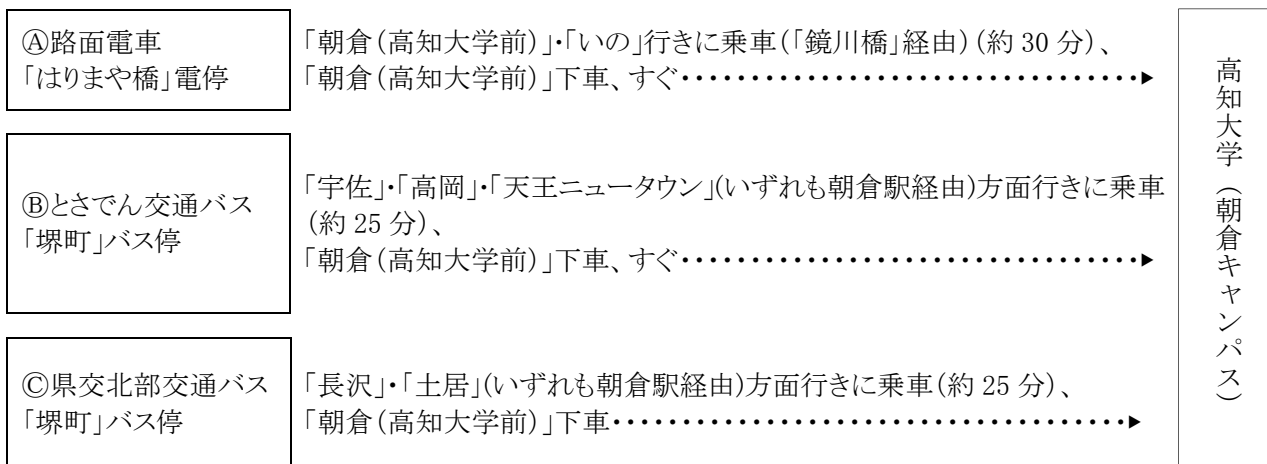 Ⓐ路面電車
「はりまや橋」電停
「朝倉(高知大学前)」・「いの」行きに乗車(「鏡川橋」経由)(約 30 分)、
「朝倉(高知大学前)」下車、すぐ・・・・・・・・・・・・・・・・・・・・・・・・・・・・・・・・・▶
Ⓑとさでん交通バス
「堺町」バス停
「宇佐」・「高岡」・「天王ニュータウン」(いずれも朝倉駅経由)方面行きに乗車
(約 25 分)、
「朝倉(高知大学前)」下車、すぐ・・・・・・・・・・・・・・・・・・・・・・・・・・・・・・・・・▶
Ⓒ県交北部交通バス
「堺町」バス停
「長沢」・「土居」(いずれも朝倉駅経由)方面行きに乗車(約 25 分)、
「朝倉(高知大学前)」下車・・・・・・・・・・・・・・・・・・・・・・・・・・・・・・・・・・・・・▶
高知大学(朝倉キャンパス)